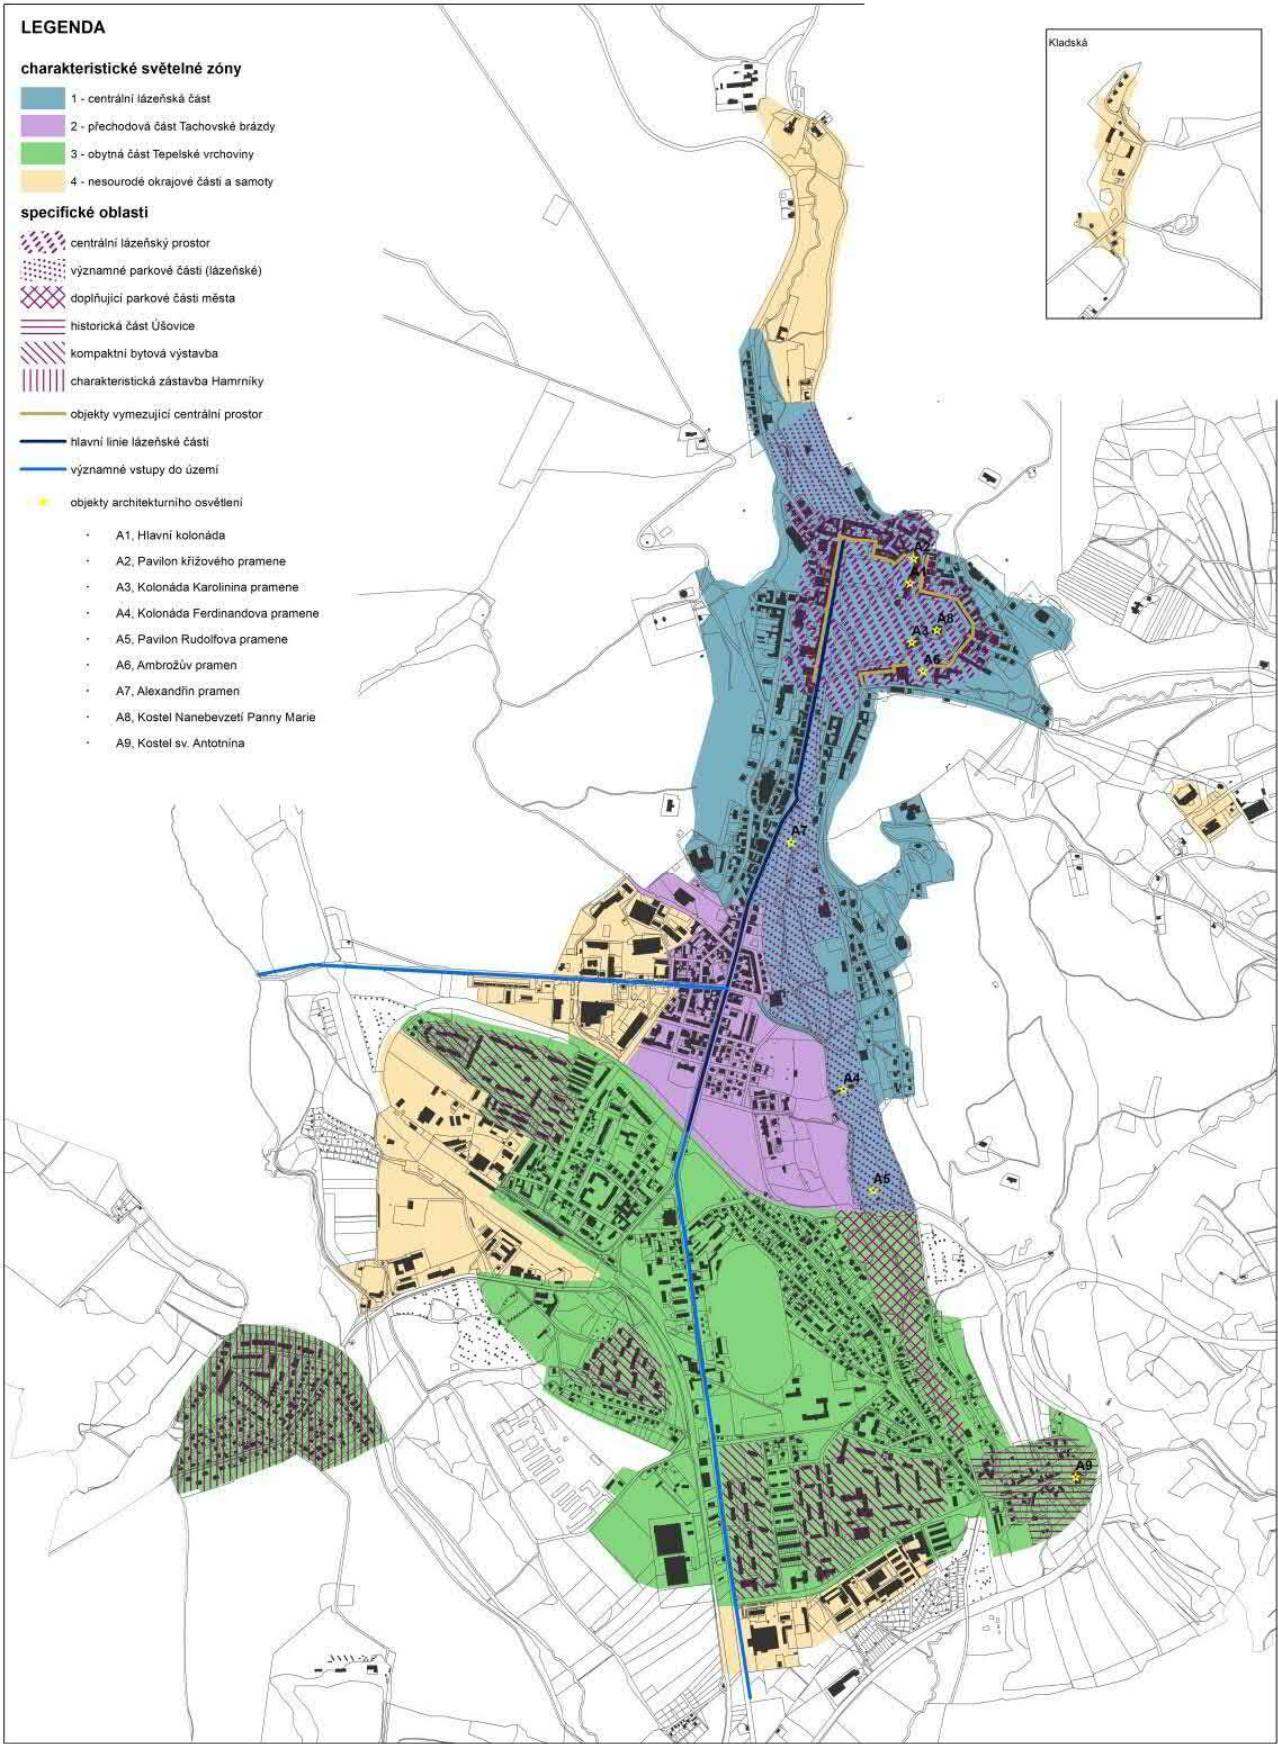 LEGENDA
charakteristické světelné zóny
1 - centrální lázeňská část
2 - přechodová část Tachovské brázdy
3 - obytná část Tepelské vrchoviny
4 - nesourodé okrajové části a samoty
specifické oblasti
centrální lázeňský prostor
významné parkové části (lázeňské)
doplňující parkové části města
historická část Úšovice
kompaktní bytová výstavba
charakteristická zástavba Hamrníky
objekty vymezující centrální prostor
hlavní linie lázeňské části
významné vstupy do území
objekty architekturního osvětlení
A1, Hlavní kolonáda
A2, Pavilon křížového pramene
A3, Kolonáda Karolinina pramene
A4, Kolonáda Ferdinandova pramene
A5, Pavilon Rudolfova pramene
A6, Ambrožův pramen
A7, Alexandřin pramen
A8, Kostel Nanebevzetí Panny Marie
A9, Kostel sv. Antotnína
Kladská
A2
A1
A8
A3
A6
A7
A4
A5
A9